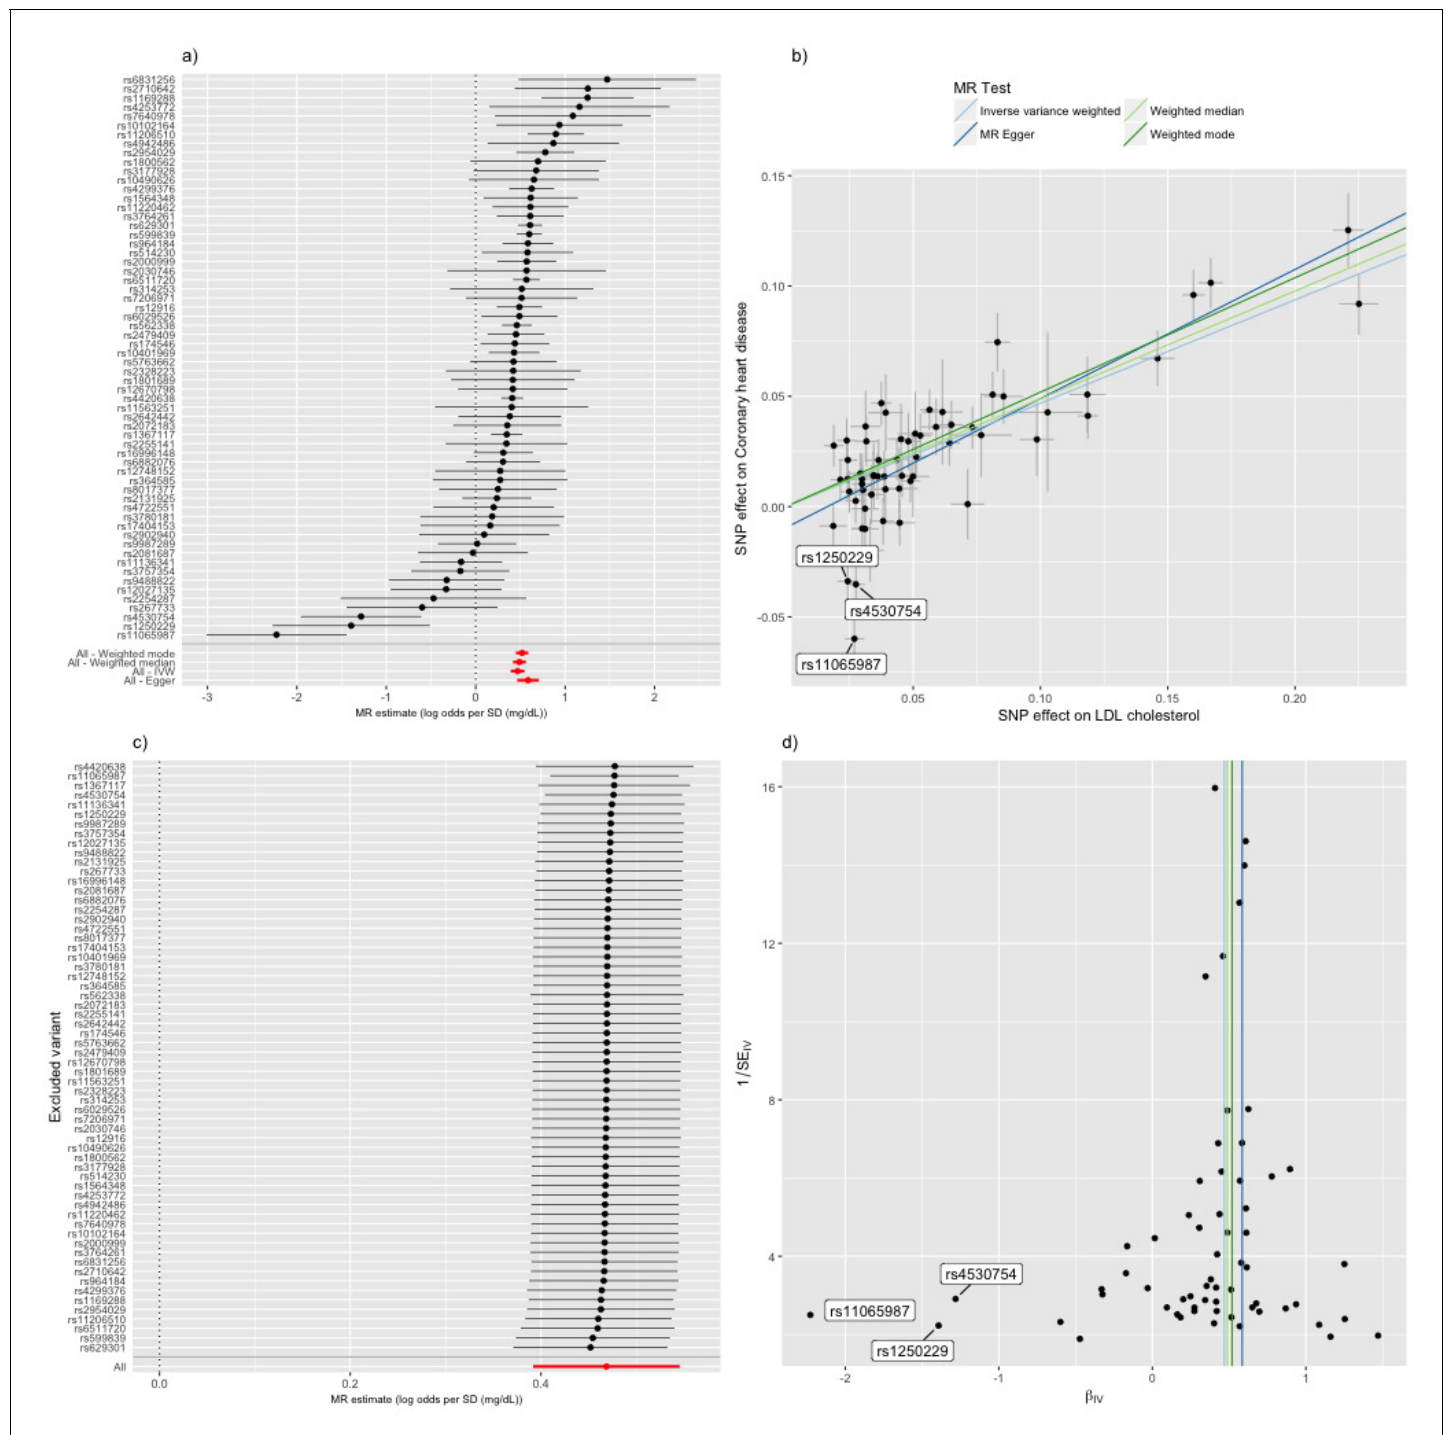 a)
rs6831256
rs2710642
rs1169288
rs4253772
rs7640978
rs10102164
rs11206510
rs4942486
rs2954029
rs1800562
rs3177928
rs10490626
rs4299376
rs1564348
rs11220462
rs3764261
rs629301
rs599839
rs964184
rs514230
rs2000999
rs2030746
rs6511720
rs314253
rs7206971
rs12916
rs6029526
rs562338
rs2479409
rs174546
rs10401969
rs5763662
rs2328223
rs1801689
rs12670798
rs4420638
rs11563251
rs2642442
rs2072183
rs1367117
rs2255141
rs16996148
rs6882076
rs12748152
rs364585
rs8017377
rs2131925
rs4722551
rs3780181
rs17404153
rs2902940
rs9987289
rs2081687
rs11136341
rs3757354
rs9488822
rs12027135
rs2254287
rs267733
rs4530754
rs1250229
rs11065987
All - Weighted mode
All - Weighted median
All - IVW
All - Egger
-3 -2 -1 0 1 2
MR estimate (log odds per SD (mg/dL))
b)
MR Test
Inverse variance weighted
Weighted median
MR Egger
Weighted mode
0.15
0.10
0.05
0.00
-0.05
SNP effect on Coronary heart disease
rs1250229
rs4530754
rs11065987
0.05 0.10 0.15 0.20
SNP effect on LDL cholesterol
c)
Excluded variant
rs4420638
rs11065987
rs1367117
rs4530754
rs11136341
rs1250229
rs9987289
rs3757354
rs12027135
rs9488822
rs2131925
rs267733
rs16996148
rs2081687
rs6882076
rs2254287
rs2902940
rs4722551
rs8017377
rs17404153
rs10401969
rs3780181
rs12748152
rs364585
rs562338
rs2072183
rs2255141
rs2642442
rs174546
rs5763662
rs2479409
rs12670798
rs1801689
rs11563251
rs2328223
rs314253
rs6029526
rs7206971
rs2030746
rs12916
rs10490626
rs1800562
rs3177928
rs514230
rs1564348
rs4253772
rs4942486
rs11220462
rs7640978
rs10102164
rs2000999
rs3764261
rs6831256
rs2710642
rs964184
rs4299376
rs1169288
rs2954029
rs11206510
rs6511720
rs599839
rs629301
All
0.0 0.2 0.4
MR estimate (log odds per SD (mg/dL))
d)
16
12
8
4
1/SE_IV
rs4530754
rs11065987
rs1250229
-2 -1 0 1
β_IV